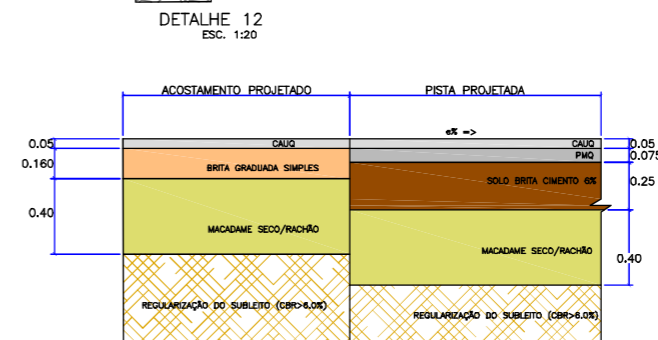 DETALHE 12
ESC. 1:20
ACOSTAMENTO PROJETADO
PISTA PROJETADA
e% =>
0.05
CAUQ
CAUQ
0.05
PMQ
0.075
0.160
BRITA GRADUADA SIMPLES
SOLO BRITA CIMENTO 6%
0.25
0.40
MACADAME SECO/RACHÃO
MACADAME SECO/RACHÃO
0.40
REGULARIZAÇÃO DO SUBLEITO (CBR>6.0%)
REGULARIZAÇÃO DO SUBLEITO (CBR>8.0%)